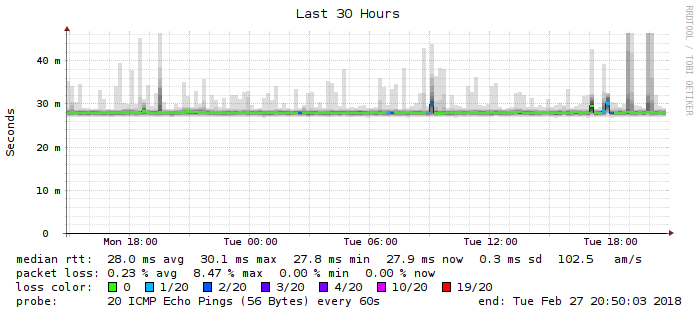 Last 30 Hours
RRDTOOL / TOBI OETIKER
Seconds
40 m
30 m
20 m
10 m
0
Mon 18:00 Tue 00:00 Tue 06:00 Tue 12:00 Tue 18:00
median rtt: 28.0 ms avg 30.1 ms max 27.8 ms min 27.9 ms now 0.3 ms sd 102.5 am/s
packet loss: 0.23 % avg 8.47 % max 0.00 % min 0.00 % now
loss color: 0 1/20 2/20 3/20 4/20 10/20 19/20
probe: 20 ICMP Echo Pings (56 Bytes) every 60s end: Tue Feb 27 20:50:03 2018